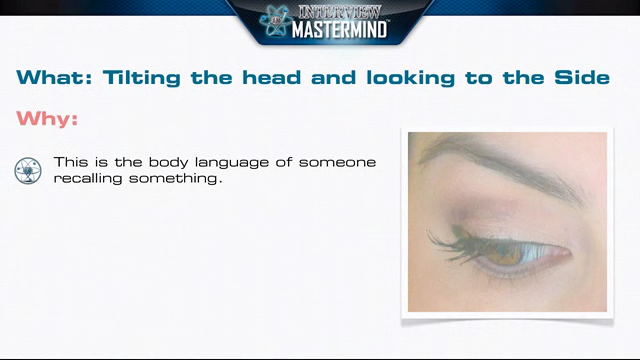 INTERVIEW
MASTERMIND™
What: Tilting the head and looking to the Side
Why:
This is the body language of someone
recalling something.